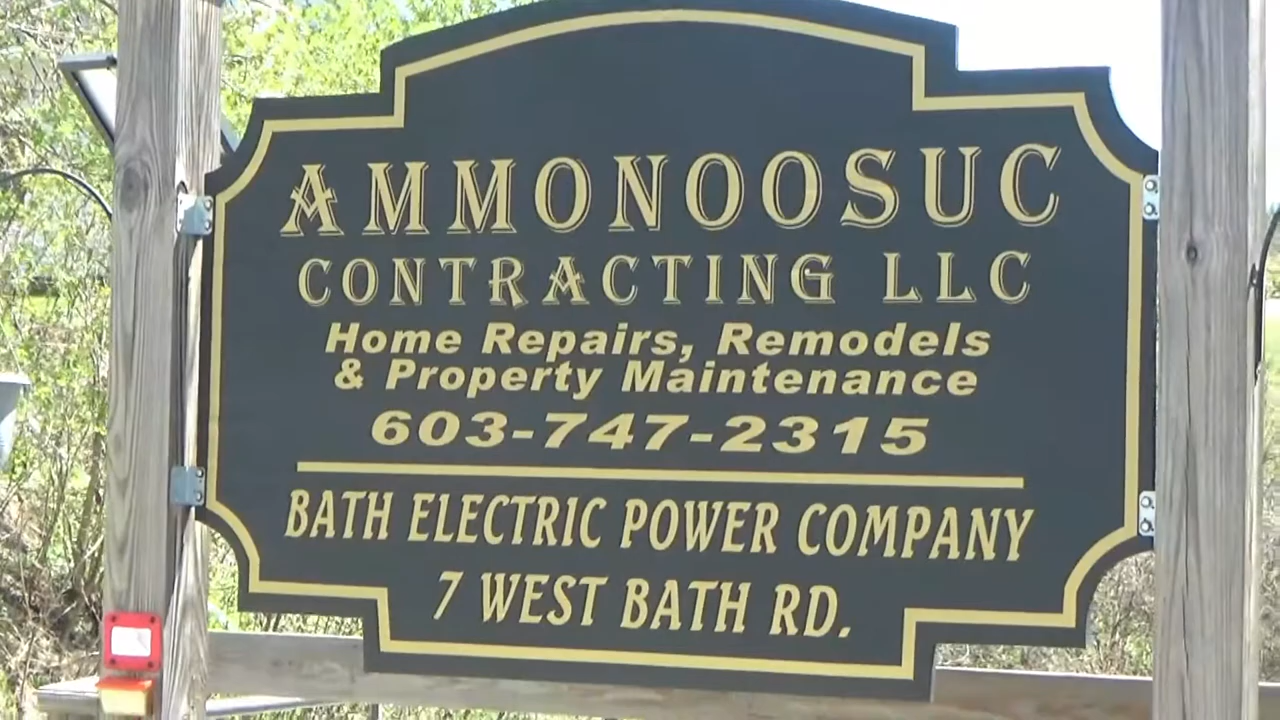 AMMONOOSUC
CONTRACTING LLC
Home Repairs, Remodels
& Property Maintenance
603-747-2315
BATH ELECTRIC POWER COMPANY
7 WEST BATH RD.